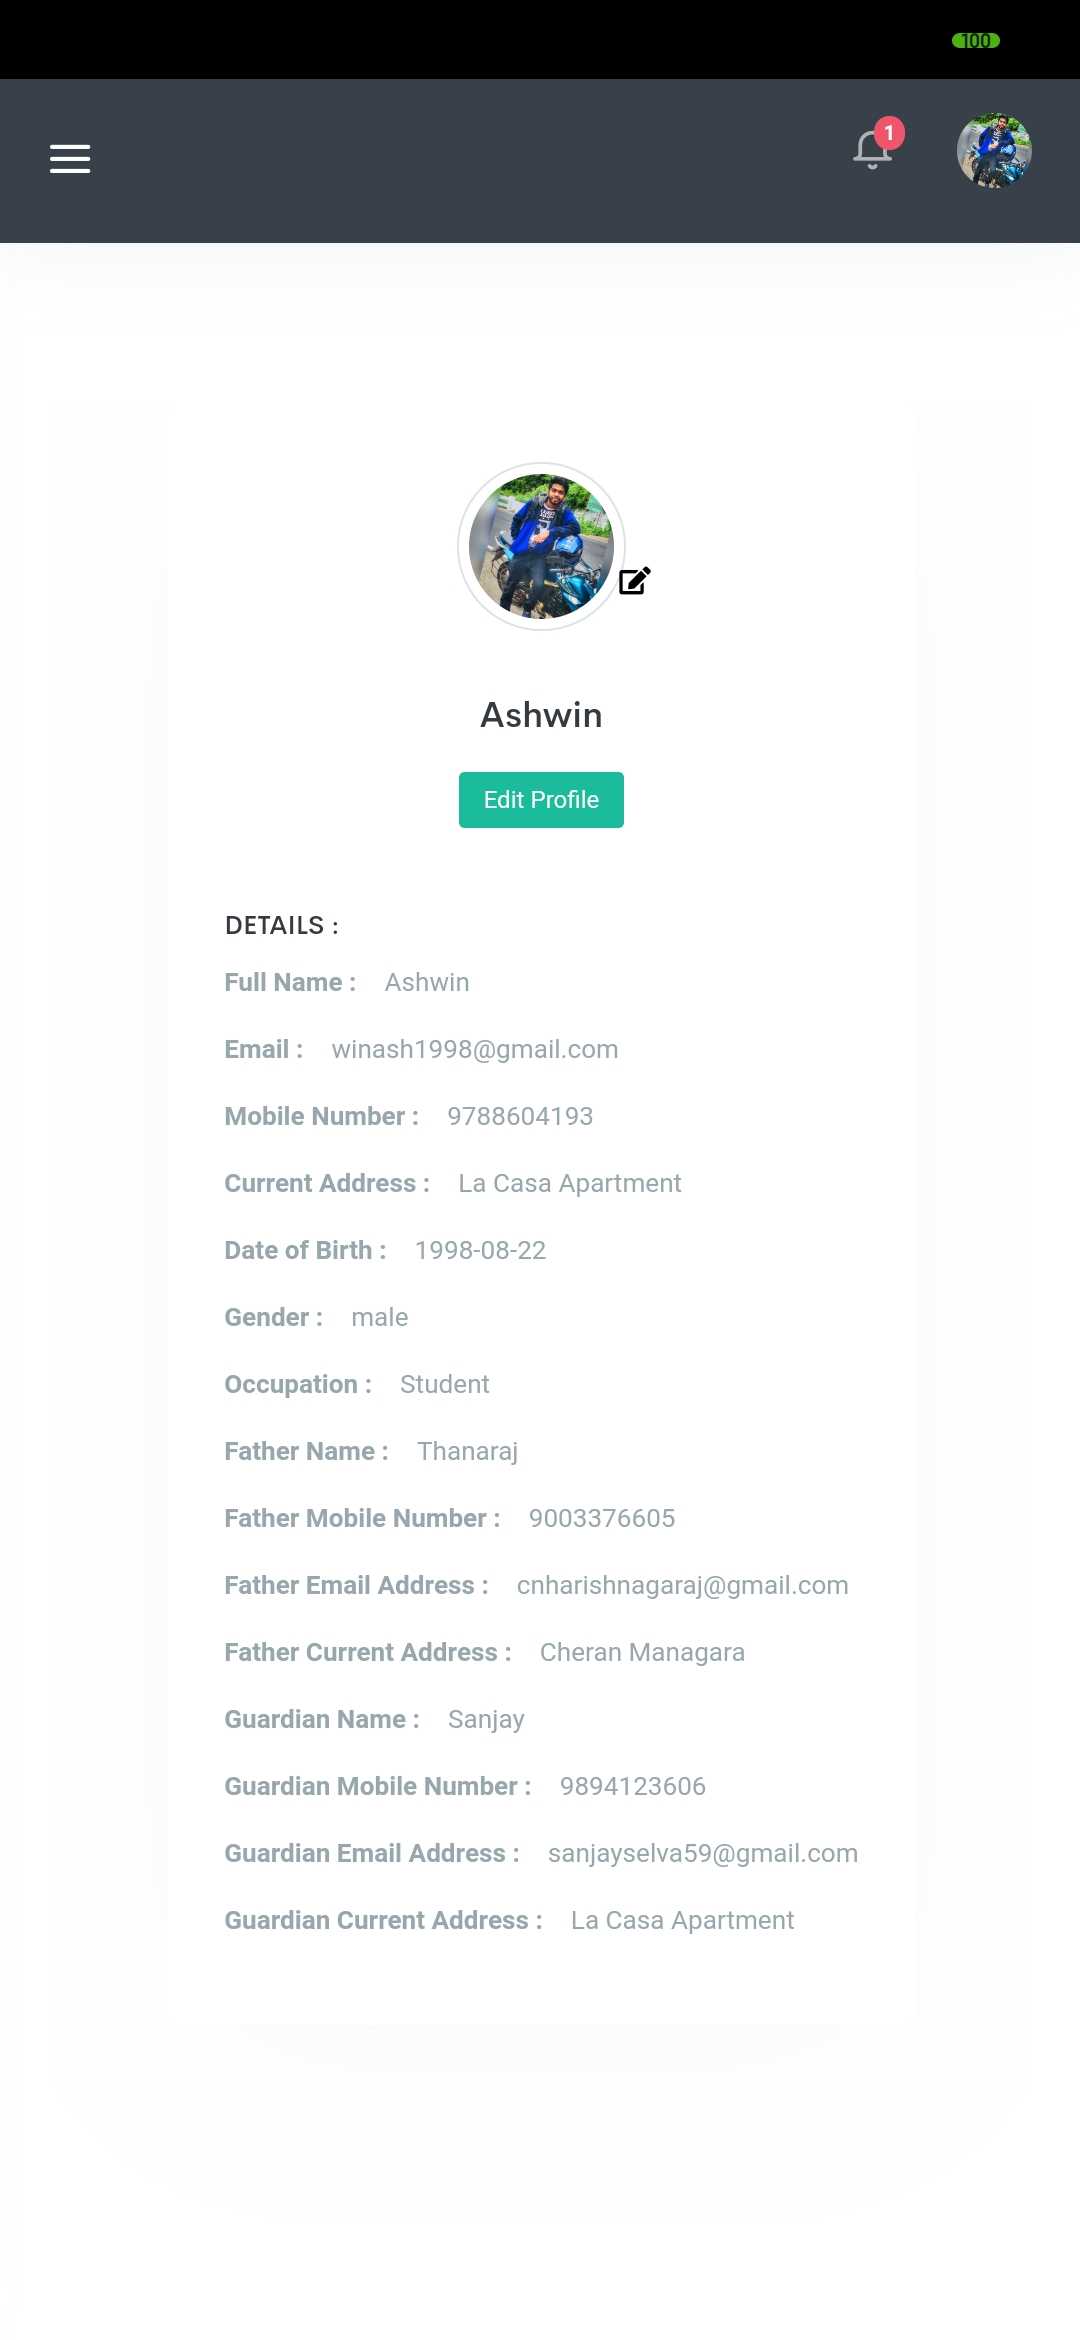 100
1
Ashwin
Edit Profile
DETAILS :
Full Name : Ashwin
Email : winash1998@gmail.com
Mobile Number : 9788604193
Current Address : La Casa Apartment
Date of Birth : 1998-08-22
Gender : male
Occupation : Student
Father Name : Thanaraj
Father Mobile Number : 9003376605
Father Email Address : cnharishnagaraj@gmail.com
Father Current Address : Cheran Managara
Guardian Name : Sanjay
Guardian Mobile Number : 9894123606
Guardian Email Address : sanjayselva59@gmail.com
Guardian Current Address : La Casa Apartment